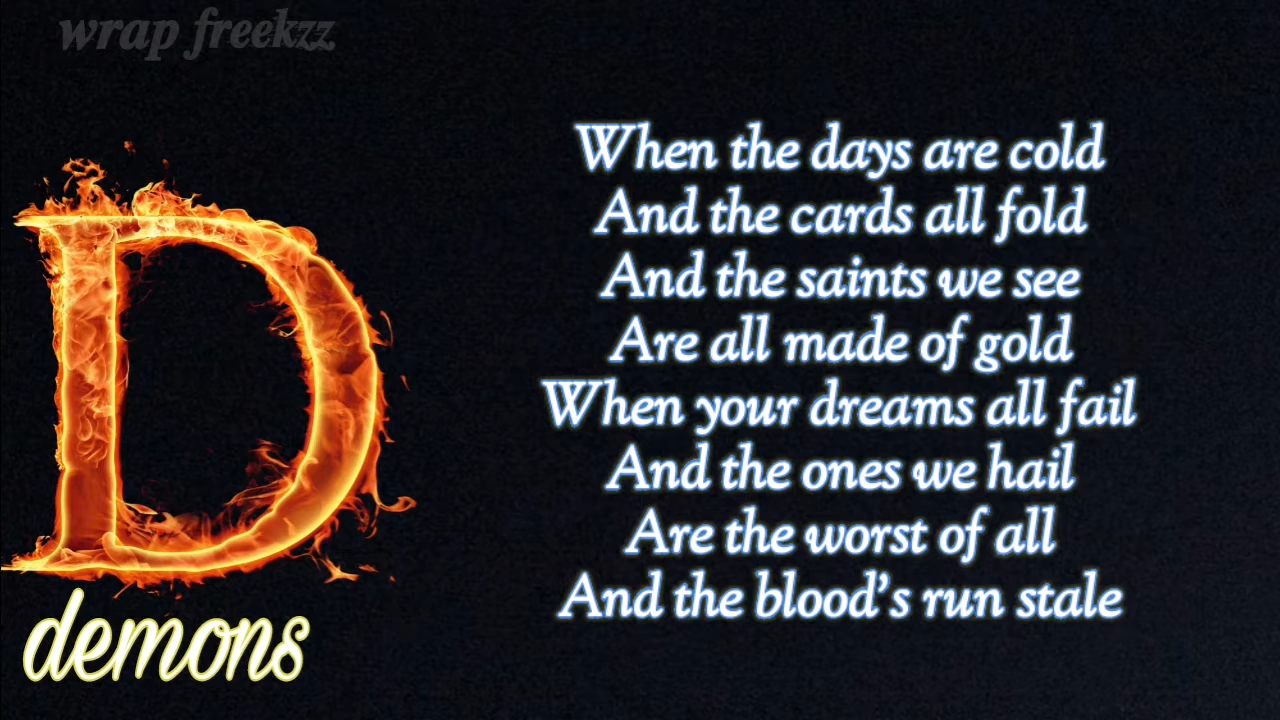 wrap freekzz
D
demons
When the days are cold
And the cards all fold
And the saints we see
Are all made of gold
When your dreams all fail
And the ones we hail
Are the worst of all
And the blood's run stale